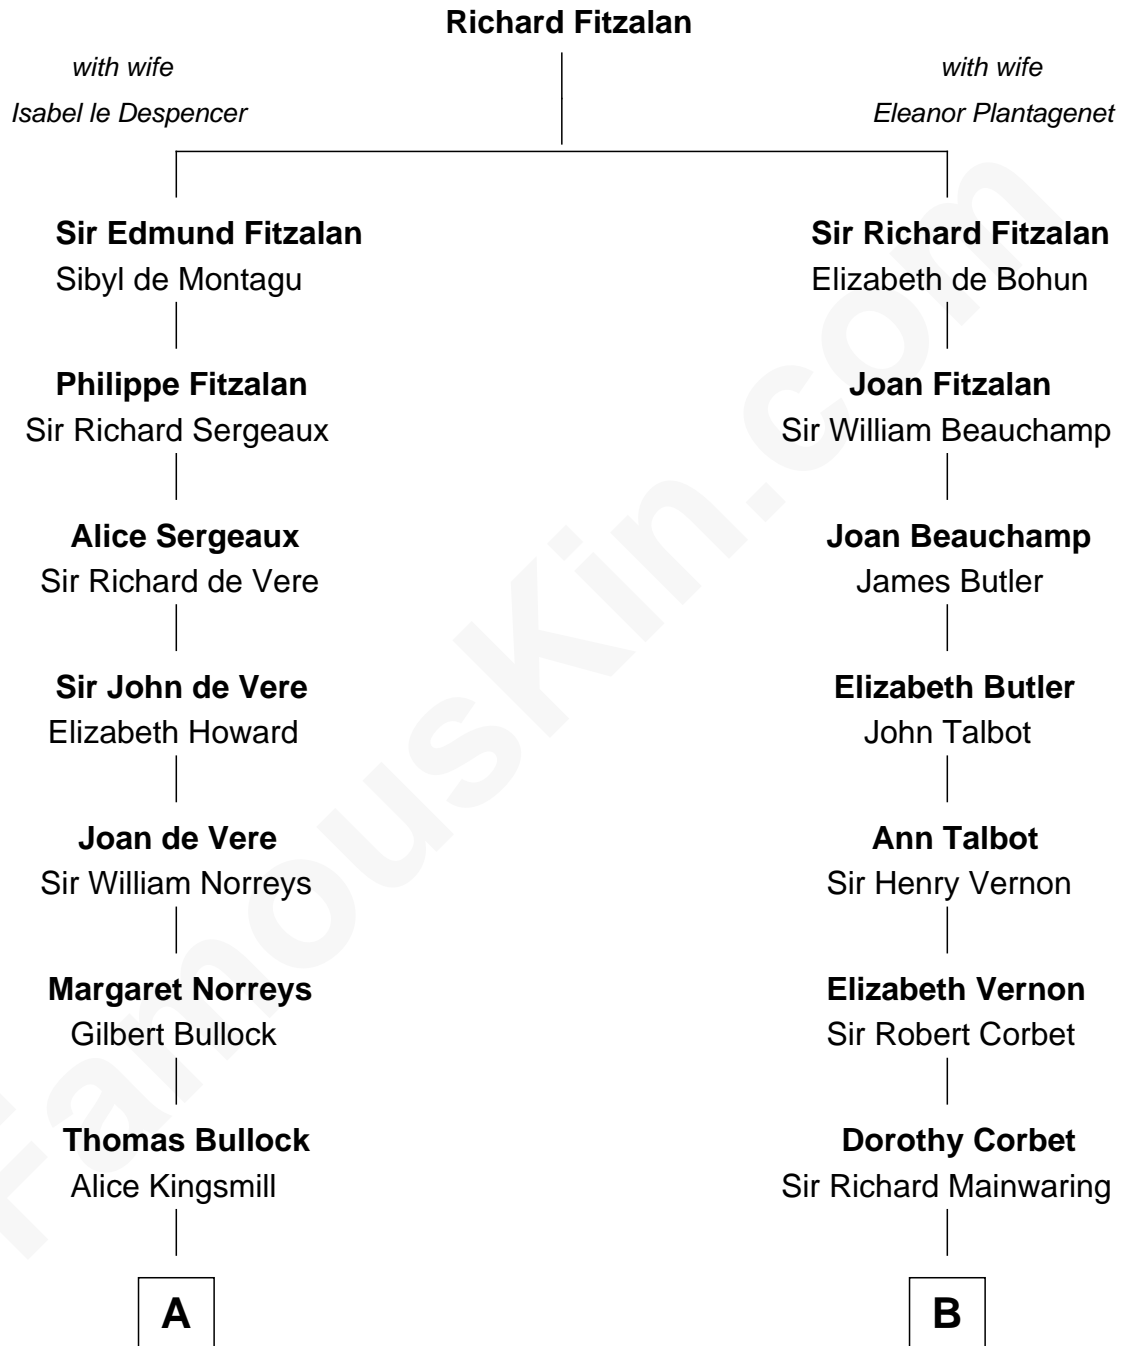 Richard Fitzalan
with wife
Isabel le Despencer
with wife
Eleanor Plantagenet
Sir Edmund Fitzalan
Sibyl de Montagu
Sir Richard Fitzalan
Elizabeth de Bohun
Philippe Fitzalan
Sir Richard Sergeaux
Joan Fitzalan
Sir William Beauchamp
Alice Sergeaux
Sir Richard de Vere
Joan Beauchamp
James Butler
Sir John de Vere
Elizabeth Howard
Elizabeth Butler
John Talbot
Joan de Vere
Sir William Norreys
Ann Talbot
Sir Henry Vernon
Margaret Norreys
Gilbert Bullock
Elizabeth Vernon
Sir Robert Corbet
Thomas Bullock
Alice Kingsmill
Dorothy Corbet
Sir Richard Mainwaring
A
B
FamousKin.com